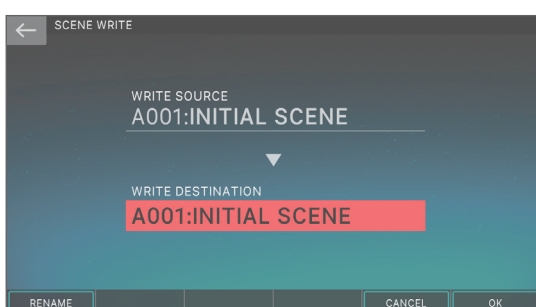 SCENE WRITE
WRITE SOURCE
A001:INITIAL SCENE
WRITE DESTINATION
A001:INITIAL SCENE
RENAME CANCEL OK